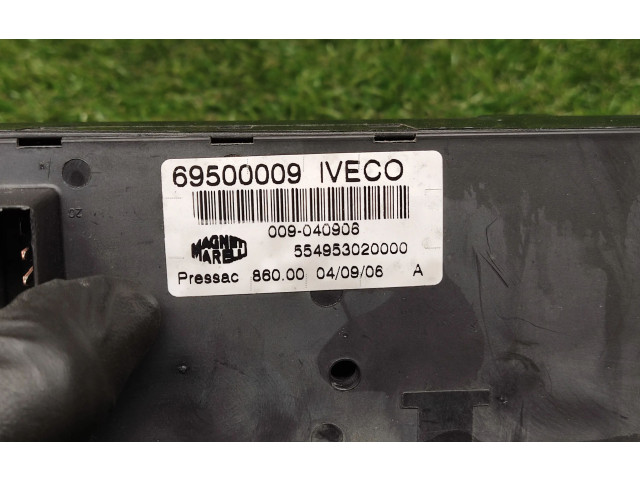 69500009 IVECO
009-040906
MAGNETI MARELLI
554953020000
Pressac 860.00 04/09/06 A